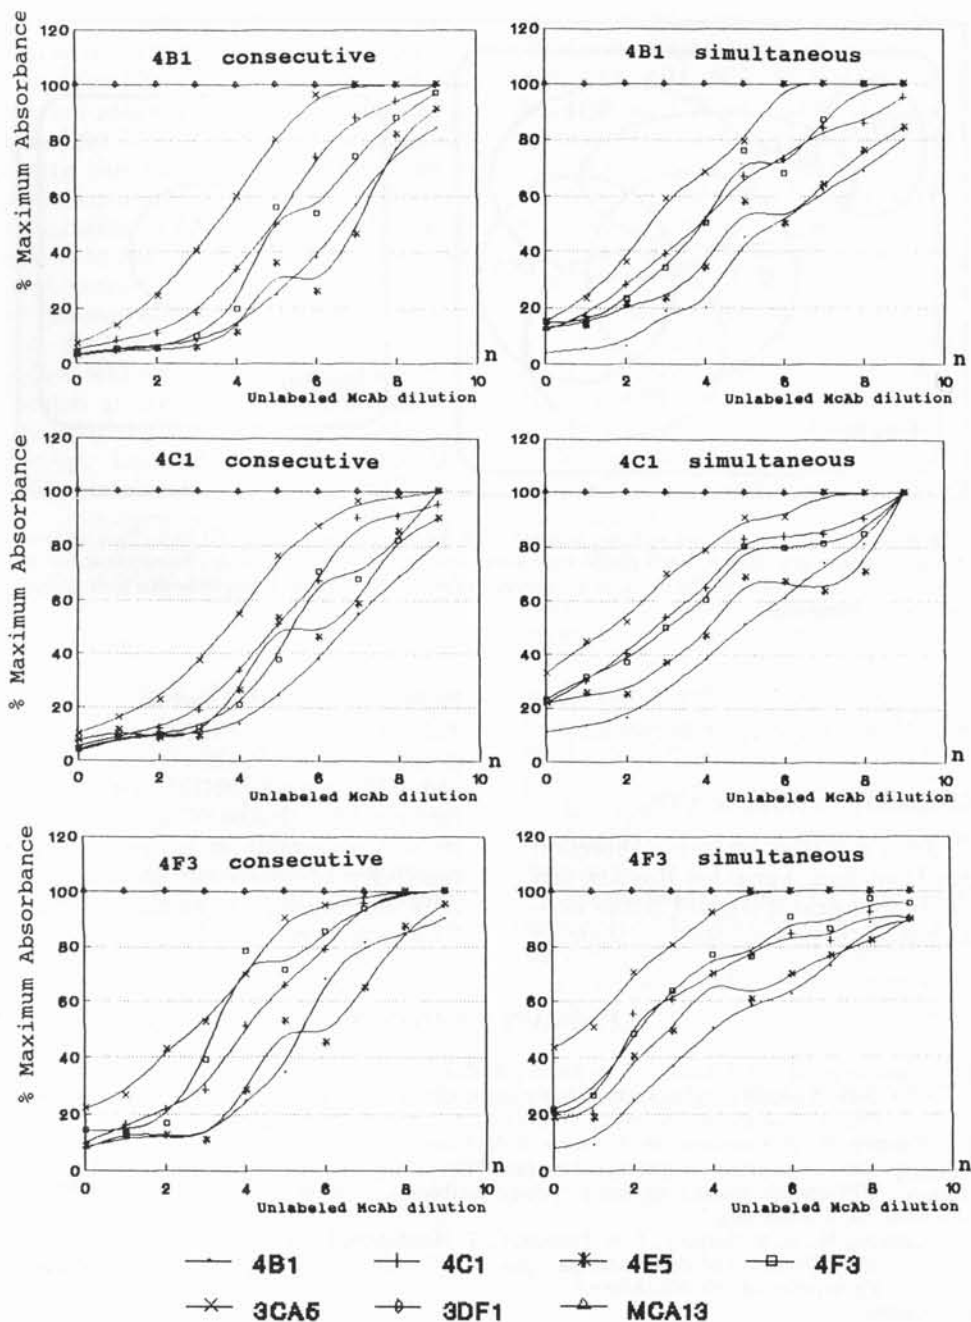 4B1 consecutive
4B1 simultaneous
% Maximum Absorbance
120
100
80
60
40
20
0
0 2 4 6 8 10
n
Unlabeled McAb dilution
120
100
80
60
40
20
0
0 2 4 6 8 10
n
Unlabeled McAb dilution
4C1 consecutive
4C1 simultaneous
% Maximum Absorbance
120
100
80
60
40
20
0
0 2 4 6 8 10
n
Unlabeled McAb dilution
120
100
80
60
40
20
0
0 2 4 6 8 10
n
Unlabeled McAb dilution
4F3 consecutive
4F3 simultaneous
% Maximum Absorbance
120
100
80
60
40
20
0
0 2 4 6 8 10
n
Unlabeled McAb dilution
120
100
80
60
40
20
0
0 2 4 6 8 10
n
Unlabeled McAb dilution
4B1 4C1 4E5 4F3
3CA5 3DF1 MCA13